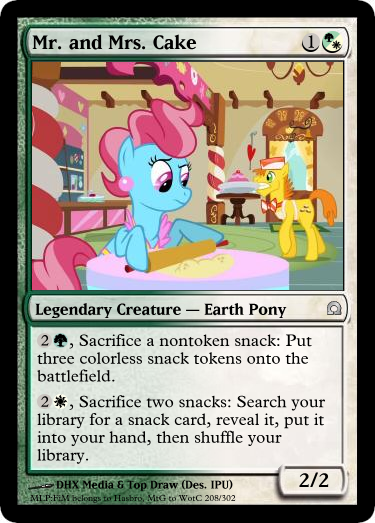 Mr. and Mrs. Cake 1
Legendary Creature — Earth Pony
2, Sacrifice a nontoken snack: Put
three colorless snack tokens onto the
battlefield.
2, Sacrifice two snacks: Search your
library for a snack card, reveal it, put it
into your hand, then shuffle your
library.
DHX Media & Top Draw (Des. IPU)
MLP:FiM belongs to Hasbro, MtG to WotC 208/302
2/2